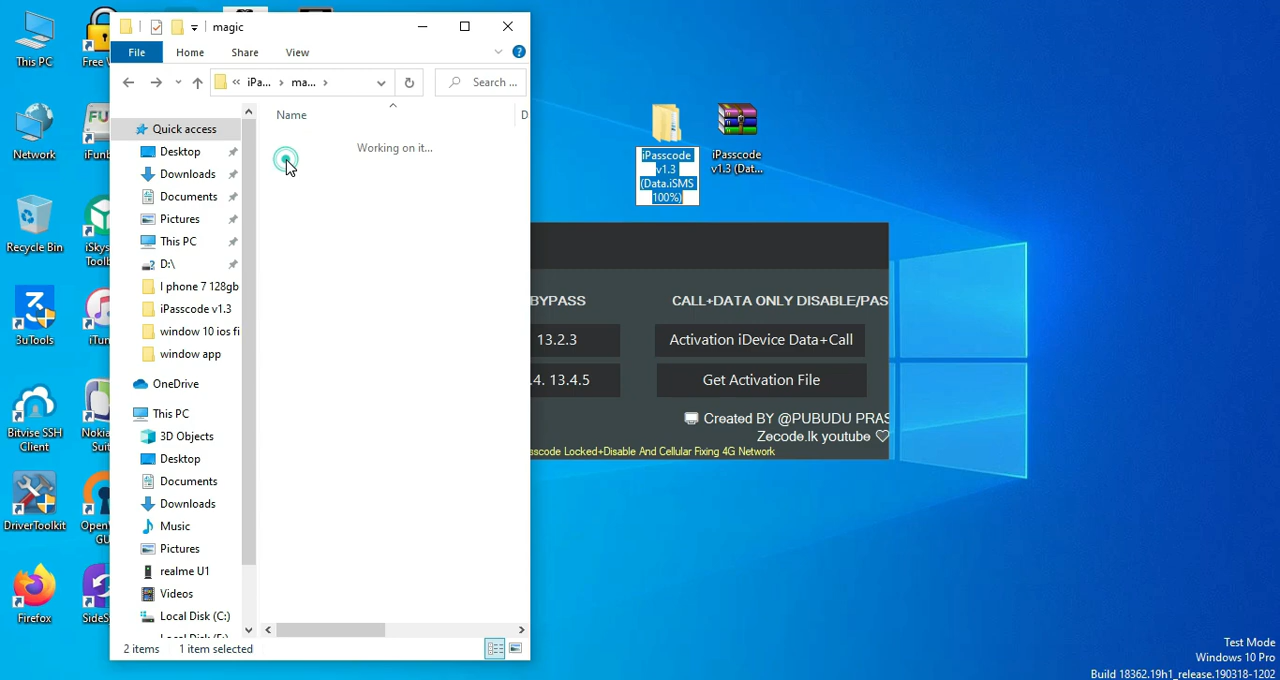 This PC
Free
Network
iFunb
Recycle Bin
iSkys
Toolb
3uTools
iTun
Bitvise SSH
Client
Nokia
Suit
DriverToolkit
Open
GU
Firefox
SideS
magic
File
Home
Share
View
iPa...
ma...
Search ...
Name
D
Working on it...
Quick access
Desktop
Downloads
Documents
Pictures
This PC
D:\
I phone 7 128gb
iPasscode v1.3
window 10 ios fi
window app
OneDrive
This PC
3D Objects
Desktop
Documents
Downloads
Music
Pictures
realme U1
Videos
Local Disk (C:)
2 items
1 item selected
iPasscode
v1.3
(Data.iSMS
100%)
iPasscode
v1.3 (Dat...
BYPASS
CALL+DATA ONLY DISABLE/PAS
13.2.3
Activation iDevice Data+Call
.4. 13.4.5
Get Activation File
Created BY @PUBUDU PRAS
Zecode.lk youtube
sscode Locked+Disable And Cellular Fixing 4G Network
Test Mode
Windows 10 Pro
Build 18362.19h1_release.190318-1202